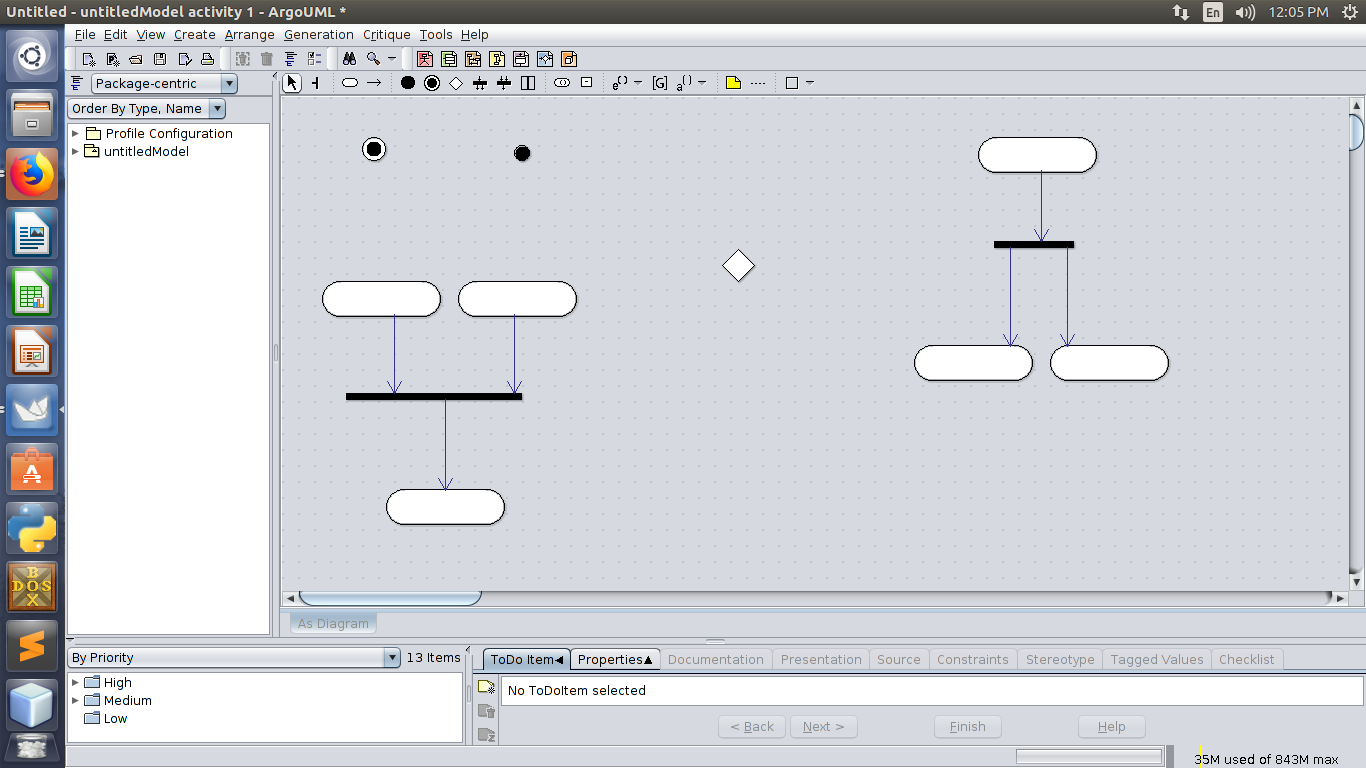 Untitled - untitledModel activity 1 - ArgoUML *
En
12:05 PM
File Edit View Create Arrange Generation Critique Tools Help
Package-centric
Order By Type, Name
Profile Configuration
untitledModel
As Diagram
By Priority
13 Items
High
Medium
Low
ToDo Item Properties Documentation Presentation Source Constraints Stereotype Tagged Values Checklist
No ToDoItem selected
< Back Next > Finish Help
35M used of 843M max